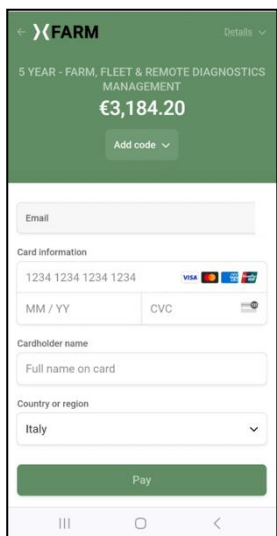 XFARM
Details
5 YEAR - FARM, FLEET & REMOTE DIAGNOSTICS
MANAGEMENT
€3,184.20
Add code
Email
Card information
1234 1234 1234 1234 VISA
MM / YY CVC
Cardholder name
Full name on card
Country or region
Italy
Pay